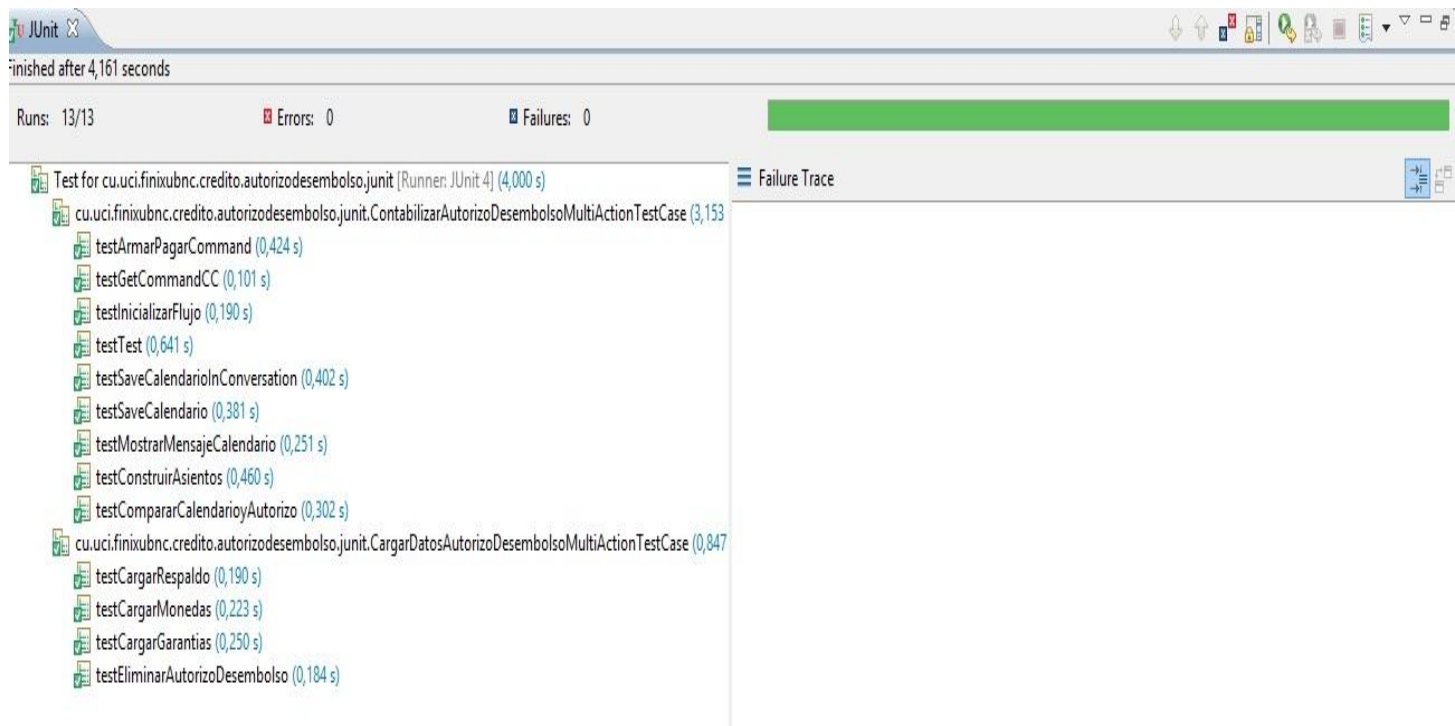 JUnit
Finished after 4,161 seconds
Runs: 13/13 Errors: 0 Failures: 0
Test for cu.uci.finixubnc.credito.autorizodesembolso.junit [Runner: JUnit 4] (4,000 s)
cu.uci.finixubnc.credito.autorizodesembolso.junit.ContabilizarAutorizoDesembolsoMultiActionTestCase (3,153
testArmarPagarCommand (0,424 s)
testGetCommandCC (0,101 s)
testInicializarFlujo (0,190 s)
testTest (0,641 s)
testSaveCalendarioInConversation (0,402 s)
testSaveCalendario (0,381 s)
testMostrarMensajeCalendario (0,251 s)
testConstruirAsientos (0,460 s)
testCompararCalendarioyAutorizo (0,302 s)
cu.uci.finixubnc.credito.autorizodesembolso.junit.CargarDatosAutorizoDesembolsoMultiActionTestCase (0,847
testCargarRespaldo (0,190 s)
testCargarMonedas (0,223 s)
testCargarGarantias (0,250 s)
testEliminarAutorizoDesembolso (0,184 s)
Failure Trace